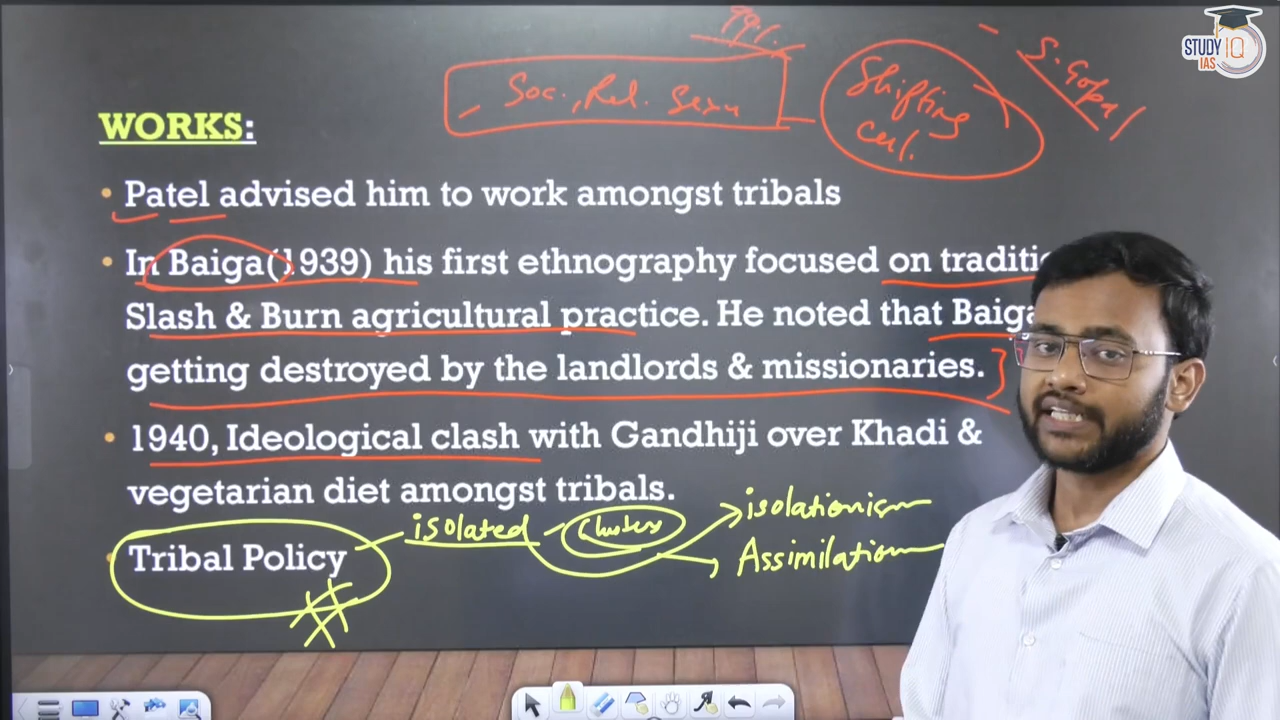 STUDY IQ
IAS
Soc., Rel. Sexu
Shifting
cul.
S. Gopal
WORKS:
• Patel advised him to work amongst tribals
• In Baiga(1939) his first ethnography focused on traditio
Slash & Burn agricultural practice. He noted that Baiga
getting destroyed by the landlords & missionaries.
• 1940, Ideological clash with Gandhiji over Khadi &
vegetarian diet amongst tribals.
• Tribal Policy
isolated
isolationism
Assimilation